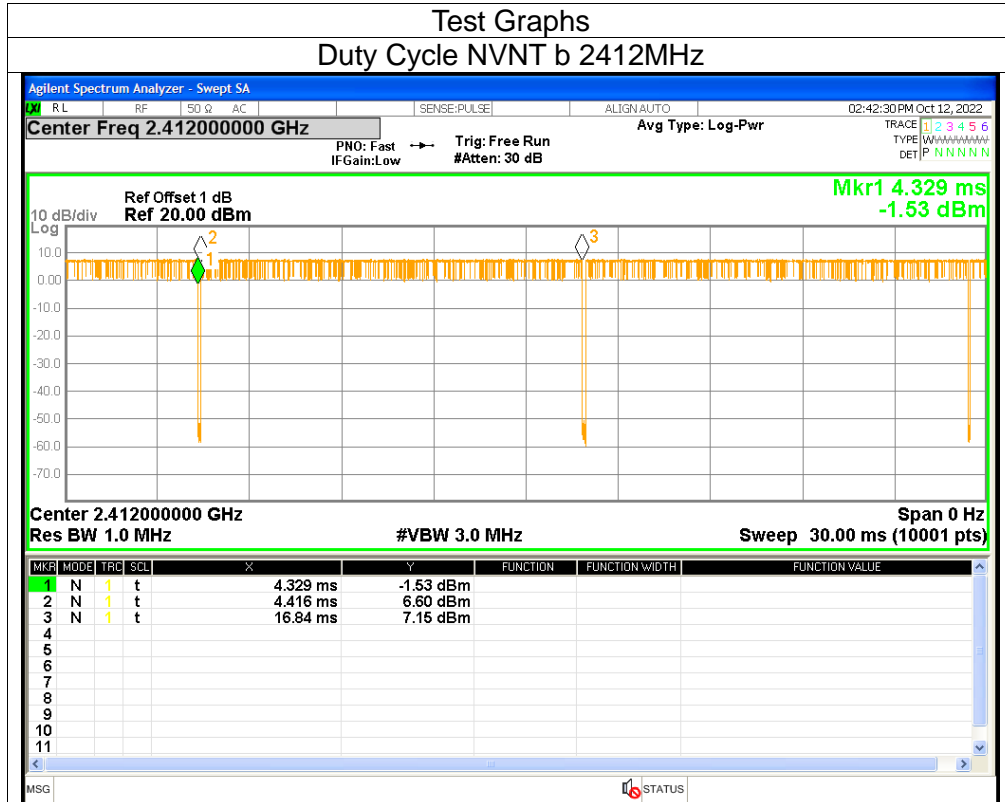 Test Graphs
Duty Cycle NVNT b 2412MHz
Agilent Spectrum Analyzer - Swept SA
LXI RL RF 50 Ω AC SENSE:PULSE ALIGN AUTO 02:42:30 PM Oct 12, 2022
Center Freq 2.412000000 GHz Avg Type: Log-Pwr TRACE 1 2 3 4 5 6
PNO: Fast Trig: Free Run TYPE W
IFGain:Low #Atten: 30 dB DET P N N N N N
Mkr1 4.329 ms
Ref Offset 1 dB
10 dB/div Ref 20.00 dBm -1.53 dBm
Log
2
3
1
10.0
0.00
-10.0
-20.0
-30.0
-40.0
-50.0
-60.0
-70.0
Center 2.412000000 GHz Span 0 Hz
Res BW 1.0 MHz #VBW 3.0 MHz Sweep 30.00 ms (10001 pts)
MKR MODE TRC SCL X Y FUNCTION FUNCTION WIDTH FUNCTION VALUE
1 N 1 t 4.329 ms -1.53 dBm
2 N 1 t 4.416 ms 6.60 dBm
3 N 1 t 16.84 ms 7.15 dBm
4
5
6
7
8
9
10
11
MSG STATUS